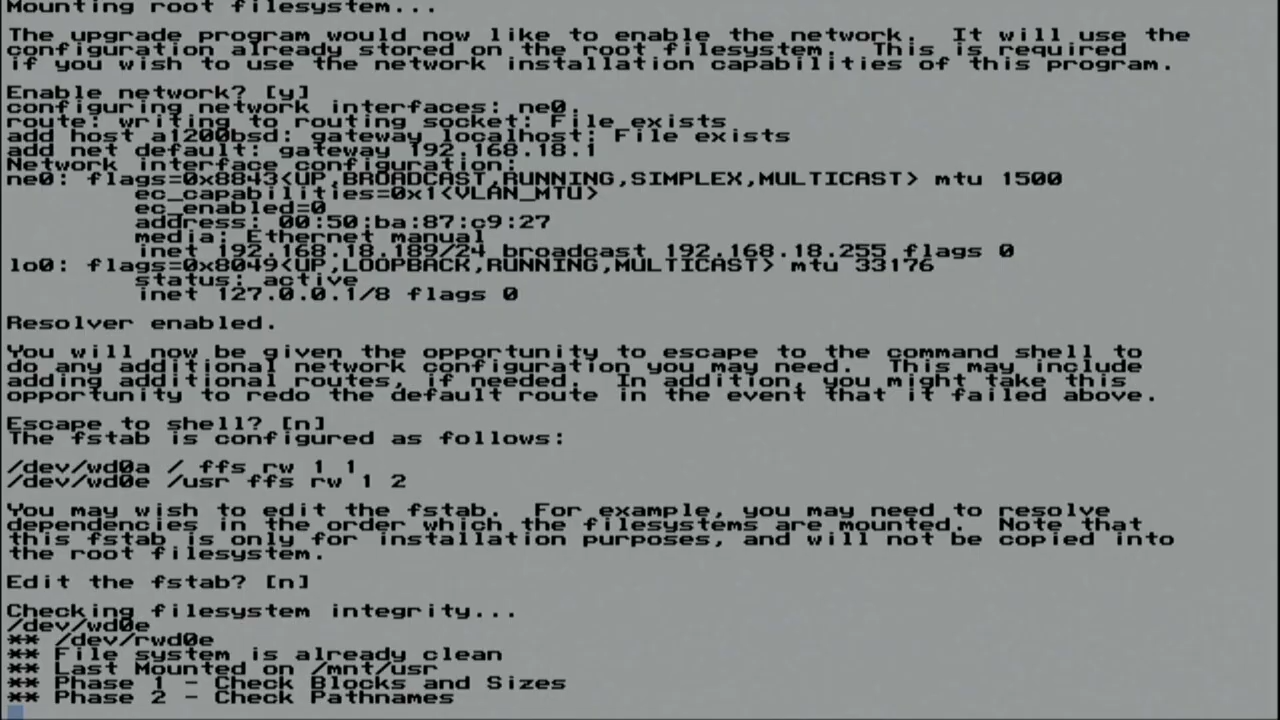 Mounting root filesystem...
The upgrade program would now like to enable the network.  It will use the
configuration already stored on the root filesystem.  This is required
if you wish to use the network installation capabilities of this program.
Enable network? [y]
configuring network interfaces: ne0.
route: writing to routing socket: File exists
add host a1200bsd: gateway localhost: File exists
add net default: gateway 192.168.18.1
Network interface configuration:
ne0: flags=0x8843<UP,BROADCAST,RUNNING,SIMPLEX,MULTICAST> mtu 1500
ec_capabilities=0x1<VLAN_MTU>
ec_enabled=0
address: 00:50:ba:87:c9:27
media: Ethernet manual
inet 192.168.18.189/24 broadcast 192.168.18.255 flags 0
lo0: flags=0x8049<UP,LOOPBACK,RUNNING,MULTICAST> mtu 33176
status: active
inet 127.0.0.1/8 flags 0
Resolver enabled.
You will now be given the opportunity to escape to the command shell to
do any additional network configuration you may need.  This may include
adding additional routes, if needed.  In addition, you might take this
opportunity to redo the default route in the event that it failed above.
Escape to shell? [n]
The fstab is configured as follows:
/dev/wd0a / ffs rw 1 1
/dev/wd0e /usr ffs rw 1 2
You may wish to edit the fstab.  For example, you may need to resolve
dependencies in the order which the filesystems are mounted.  Note that
this fstab is only for installation purposes, and will not be copied into
the root filesystem.
Edit the fstab? [n]
Checking filesystem integrity...
/dev/wd0e
** /dev/rwd0e
** File system is already clean
** Last Mounted on /mnt/usr
** Phase 1 - Check Blocks and Sizes
** Phase 2 - Check Pathnames